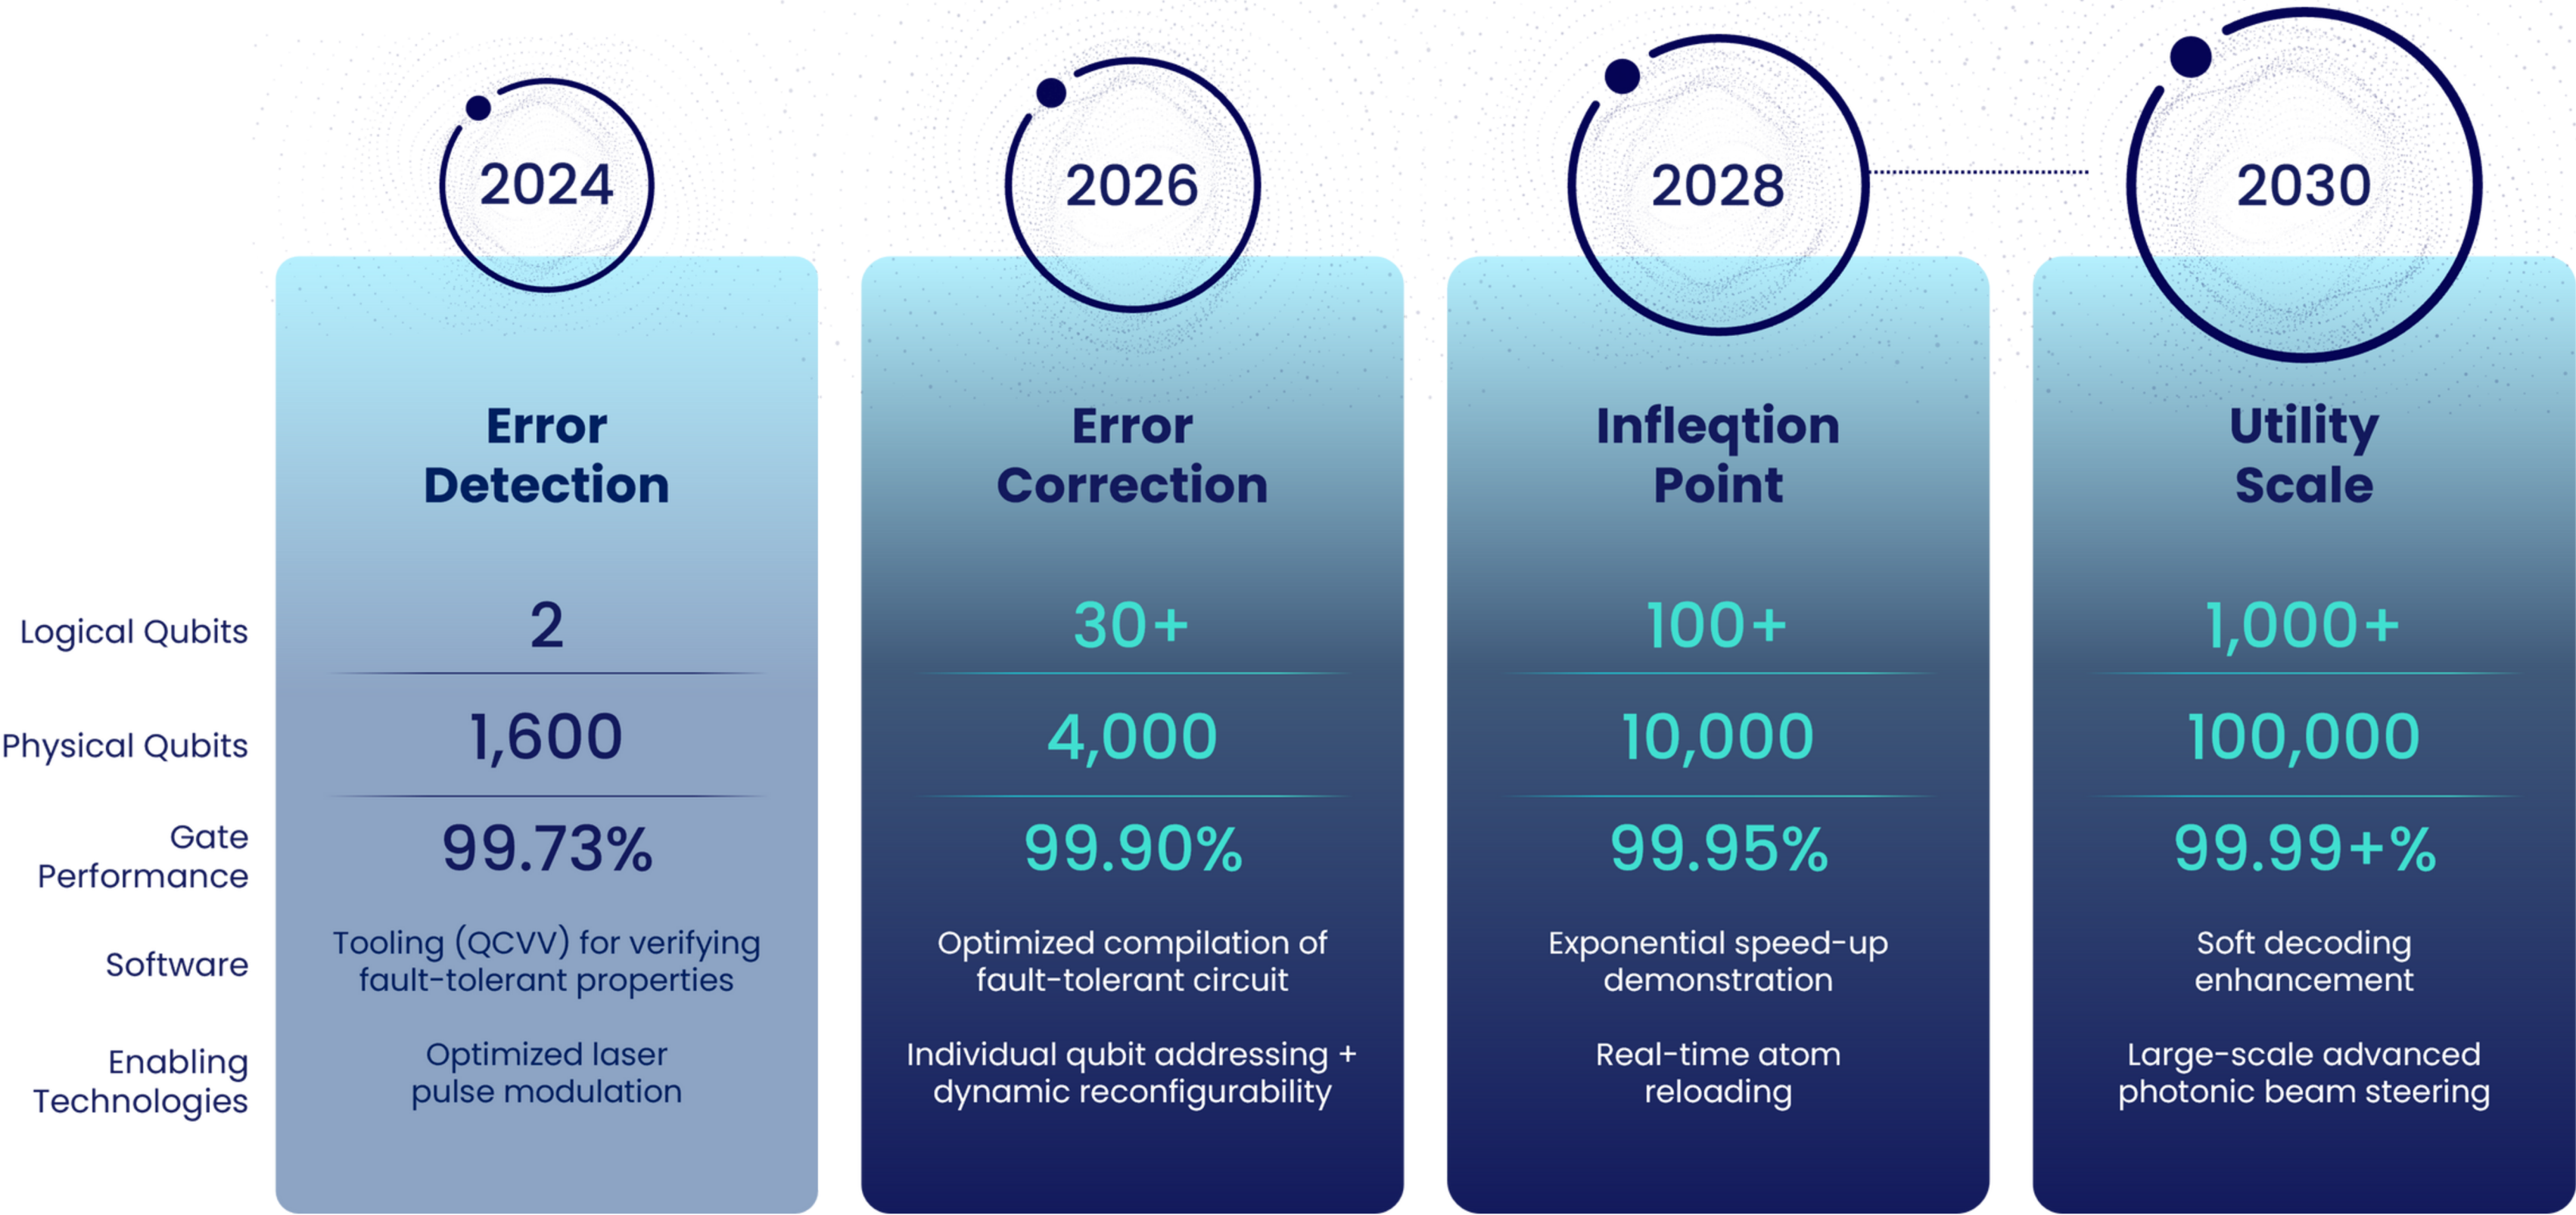 2024
2026
2028
2030
Error
Detection
Error
Correction
Infleqtion
Point
Utility
Scale
Logical Qubits
2
30+
100+
1,000+
Physical Qubits
1,600
4,000
10,000
100,000
Gate
Performance
99.73%
99.90%
99.95%
99.99+%
Software
Tooling (QCVV) for verifying
fault-tolerant properties
Optimized compilation of
fault-tolerant circuit
Exponential speed-up
demonstration
Soft decoding
enhancement
Enabling
Technologies
Optimized laser
pulse modulation
Individual qubit addressing +
dynamic reconfigurability
Real-time atom
reloading
Large-scale advanced
photonic beam steering